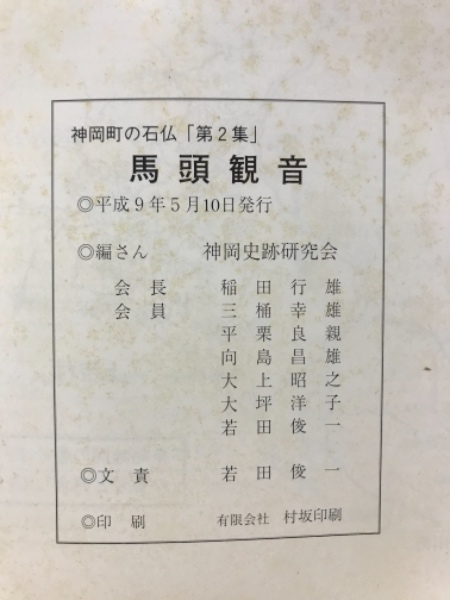 神岡町の石仏「第2集」
馬頭観音
◎平成9年5月10日発行
◎編さん 神岡史跡研究会
会長 稲田行雄
会員 三桶幸雄
平栗良親
向島昌雄
大上昭之
大坪洋子
若田俊一
◎文責 若田俊一
◎印刷 有限会社 村坂印刷